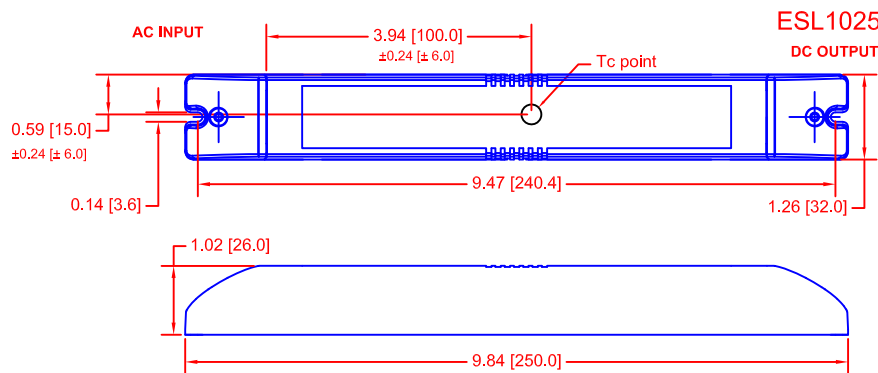 ESL1025
AC INPUT
3.94 [100.0]
±0.24 [± 6.0]
DC OUTPUT
Tc point
0.59 [15.0]
±0.24 [± 6.0]
9.47 [240.4]
0.14 [3.6]
1.26 [32.0]
1.02 [26.0]
9.84 [250.0]